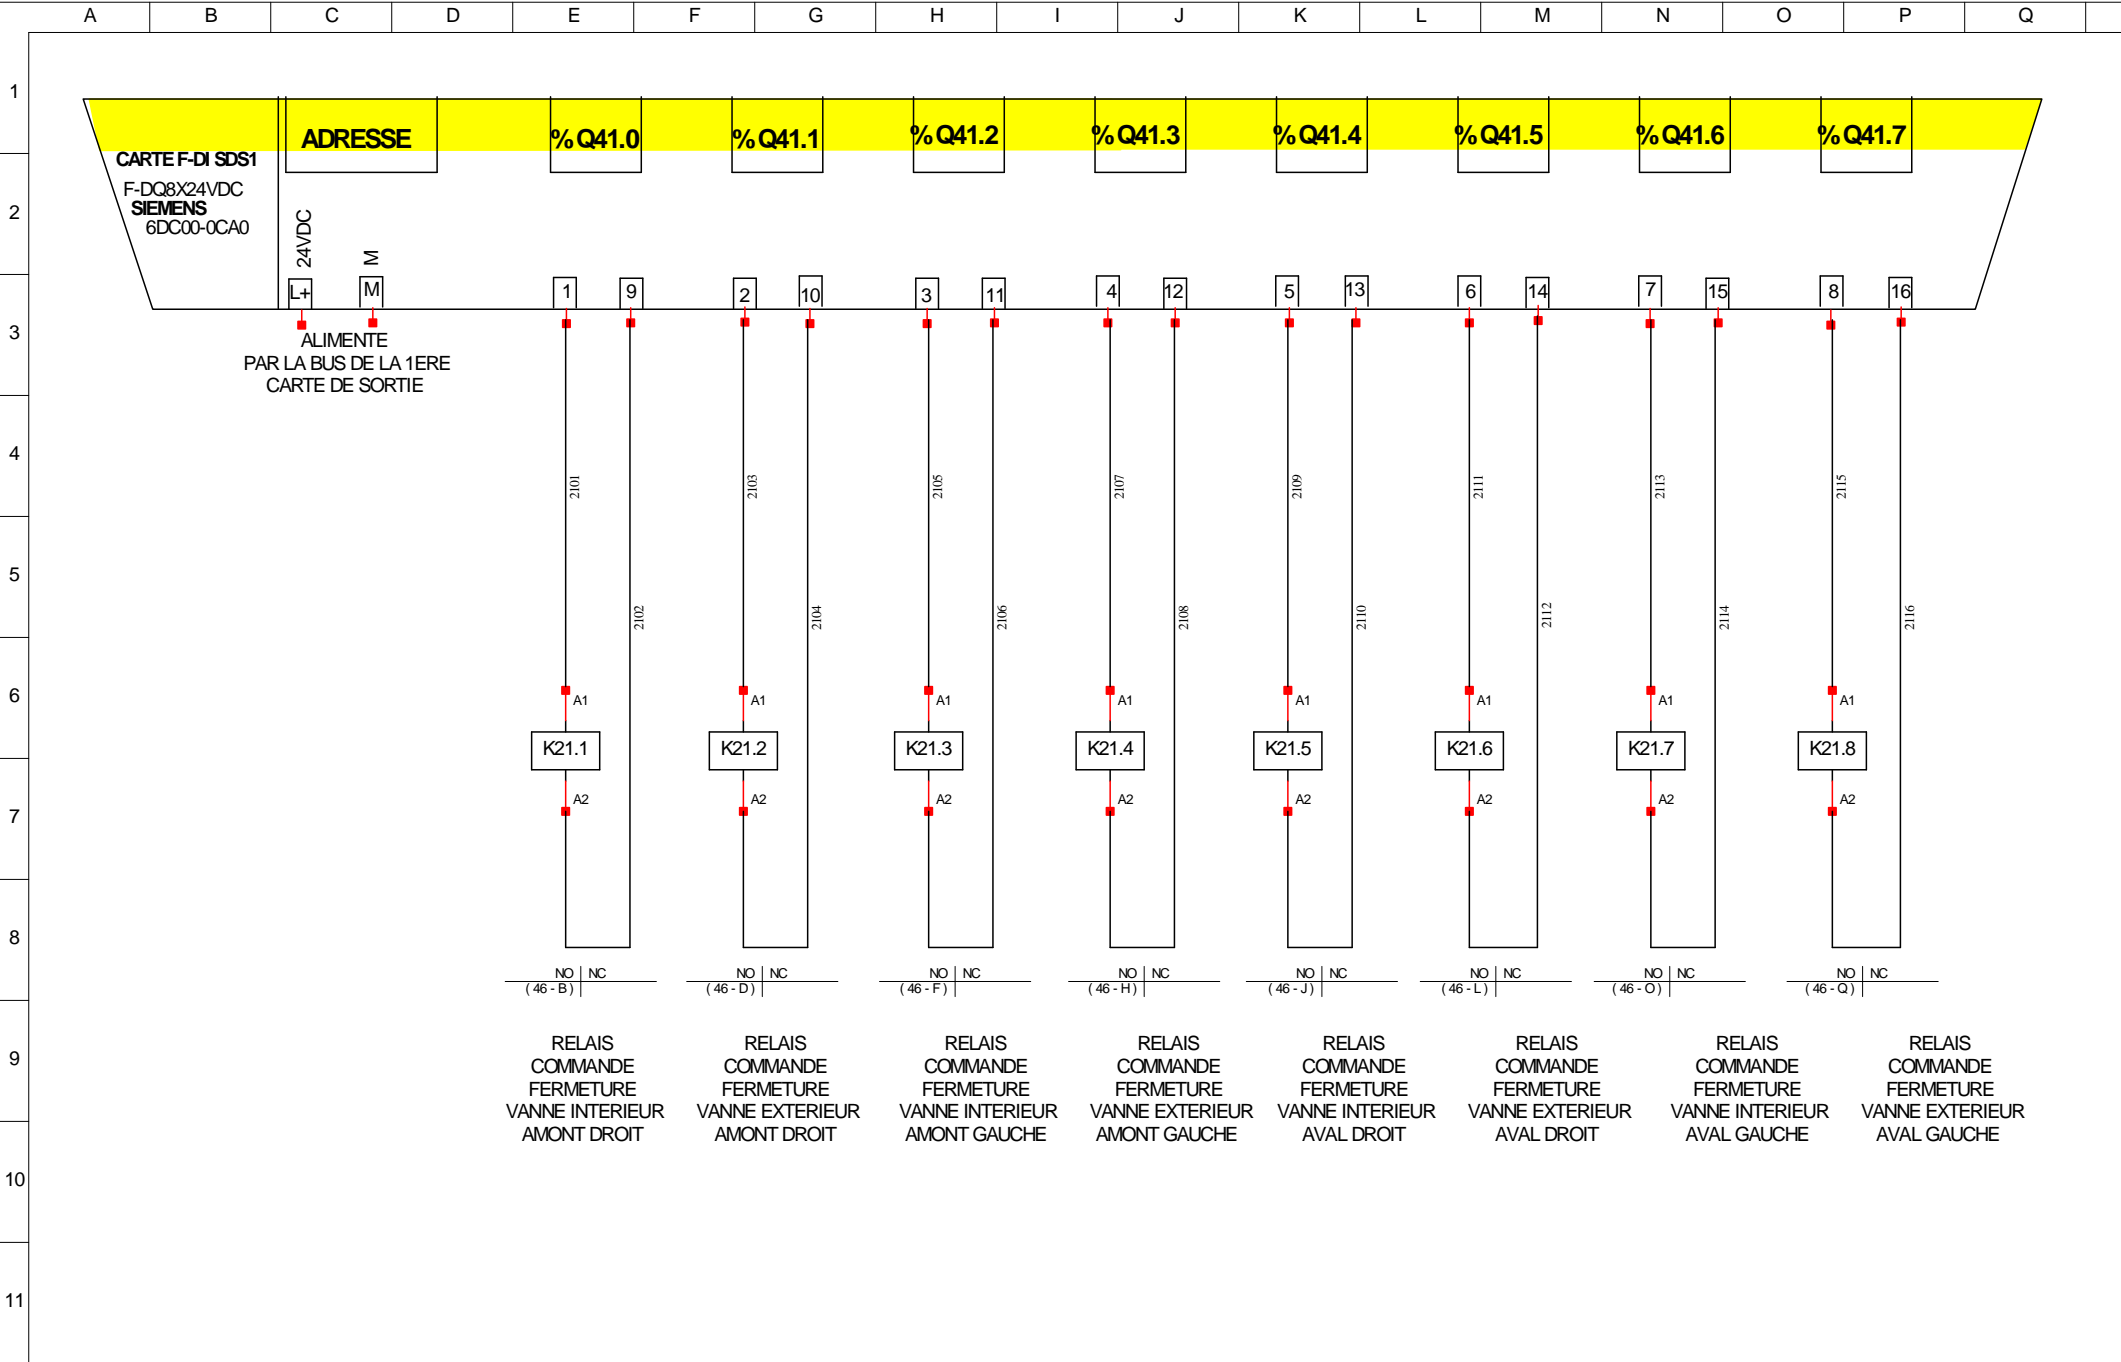 A B C D E F G H I J K L M N O P Q
1
2
3
4
5
6
7
8
9
10
11
ADRESSE %Q41.0 %Q41.1 %Q41.2 %Q41.3 %Q41.4 %Q41.5 %Q41.6 %Q41.7
CARTE F-DI SDS1
F-DQ8X24VDC
SIEMENS
6DC00-0CA0
24VDC M
L+ M 1 9 2 10 3 11 4 12 5 13 6 14 7 15 8 16
ALIMENTE
PAR LA BUS DE LA 1ERE
CARTE DE SORTIE
2101 2103 2105 2107 2109 2111 2113 2115
2102 2104 2106 2108 2110 2112 2114 2116
A1 A1 A1 A1 A1 A1 A1 A1
K21.1 K21.2 K21.3 K21.4 K21.5 K21.6 K21.7 K21.8
A2 A2 A2 A2 A2 A2 A2 A2
NO NC NO NC NO NC NO NC NO NC NO NC NO NC NO NC
(46-B) (46-D) (46-F) (46-H) (46-J) (46-L) (46-O) (46-Q)
RELAIS
COMMANDE
FERMETURE
VANNE INTERIEUR
AMONT DROIT
RELAIS
COMMANDE
FERMETURE
VANNE EXTERIEUR
AMONT DROIT
RELAIS
COMMANDE
FERMETURE
VANNE INTERIEUR
AMONT GAUCHE
RELAIS
COMMANDE
FERMETURE
VANNE EXTERIEUR
AMONT GAUCHE
RELAIS
COMMANDE
FERMETURE
VANNE INTERIEUR
AVAL DROIT
RELAIS
COMMANDE
FERMETURE
VANNE EXTERIEUR
AVAL DROIT
RELAIS
COMMANDE
FERMETURE
VANNE INTERIEUR
AVAL GAUCHE
RELAIS
COMMANDE
FERMETURE
VANNE EXTERIEUR
AVAL GAUCHE